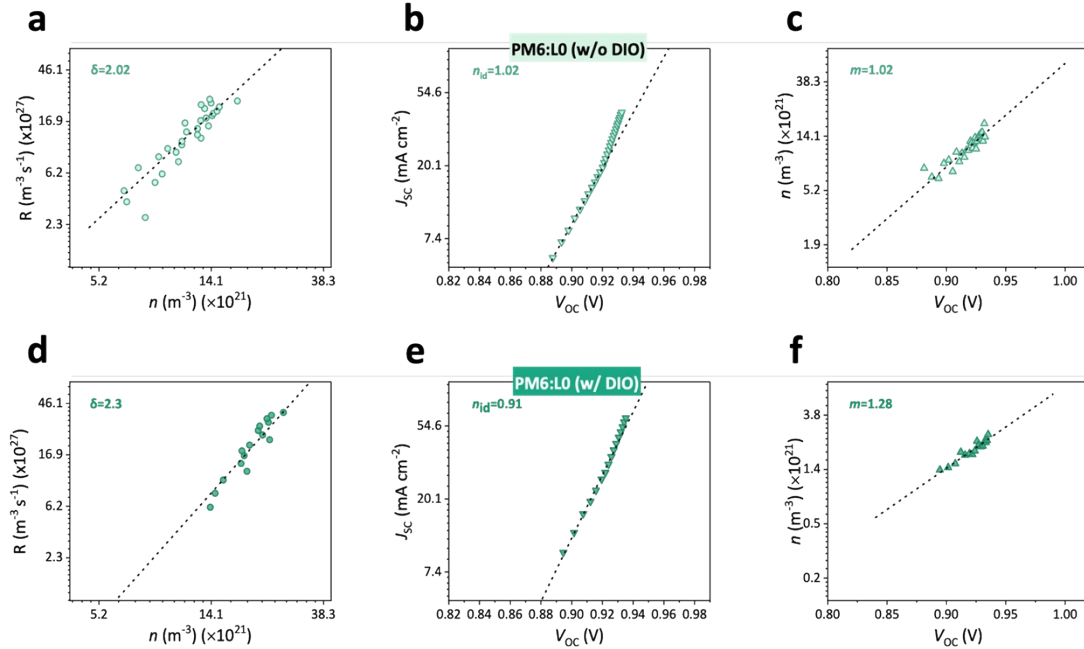 a
b
c
PM6:L0 (w/o DIO)
δ=2.02
R (m⁻³ s⁻¹) (x10²⁷)
46.1
16.9
6.2
2.3
5.2
14.1
38.3
n (m⁻³) (×10²¹)
n_id=1.02
J_SC (mA cm⁻²)
54.6
20.1
7.4
0.82 0.84 0.86 0.88 0.90 0.92 0.94 0.96 0.98
V_OC (V)
m=1.02
n (m⁻³) (×10²¹)
38.3
14.1
5.2
1.9
0.80 0.85 0.90 0.95 1.00
V_OC (V)
d
e
f
PM6:L0 (w/ DIO)
δ=2.3
R (m⁻³ s⁻¹) (x10²⁷)
46.1
16.9
6.2
2.3
5.2
14.1
38.3
n (m⁻³) (×10²¹)
n_id=0.91
J_SC (mA cm⁻²)
54.6
20.1
7.4
0.82 0.84 0.86 0.88 0.90 0.92 0.94 0.96 0.98
V_OC (V)
m=1.28
n (m⁻³) (×10²¹)
3.8
1.4
0.5
0.2
0.80 0.85 0.90 0.95 1.00
V_OC (V)